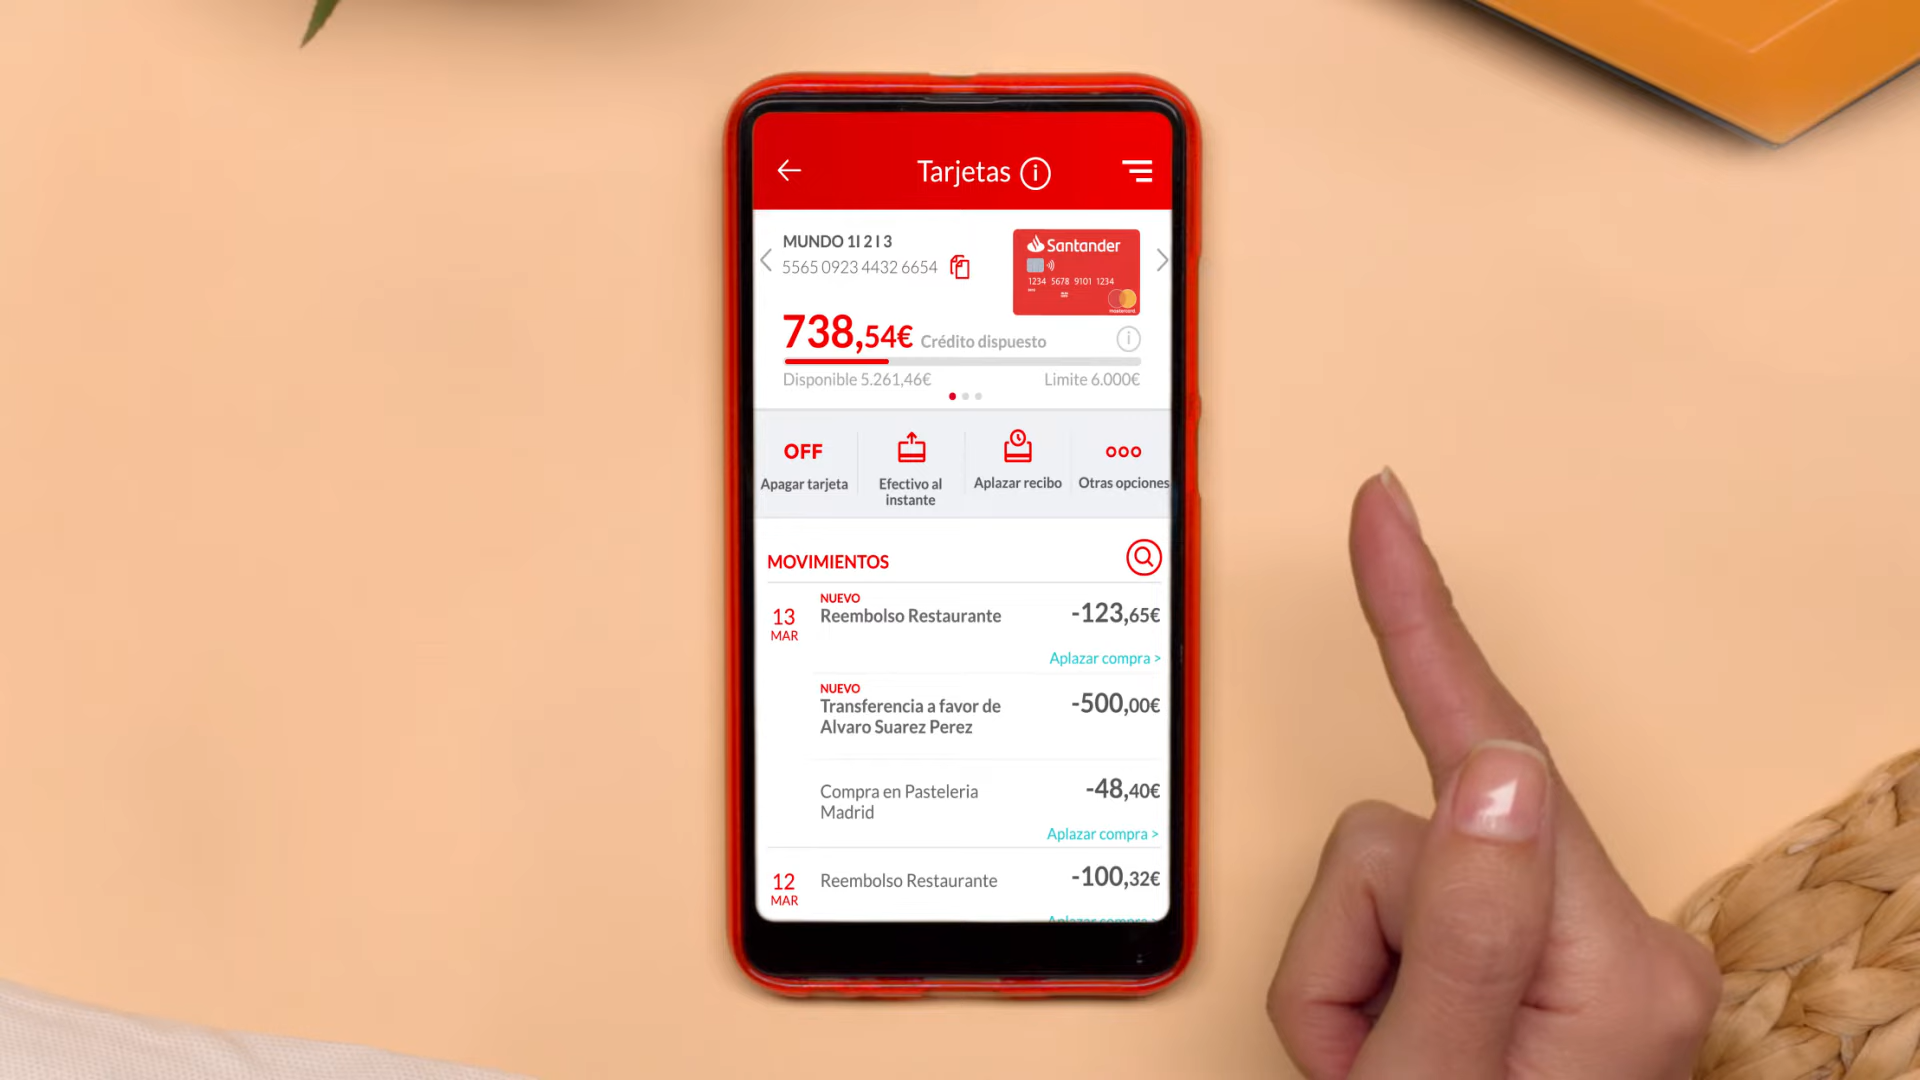 Tarjetas
MUNDO 1I 2 I 3
5565 0923 4432 6654
Santander
1234 5678 9101 1234
mastercard
738,54€ Crédito dispuesto
Disponible 5.261,46€
Limite 6.000€
OFF
Apagar tarjeta
Efectivo al
instante
Aplazar recibo
Otras opciones
MOVIMIENTOS
13
MAR
NUEVO
Reembolso Restaurante
-123,65€
Aplazar compra >
NUEVO
Transferencia a favor de
Alvaro Suarez Perez
-500,00€
Compra en Pasteleria
Madrid
-48,40€
Aplazar compra >
12
MAR
Reembolso Restaurante
-100,32€
Aplazar compra >